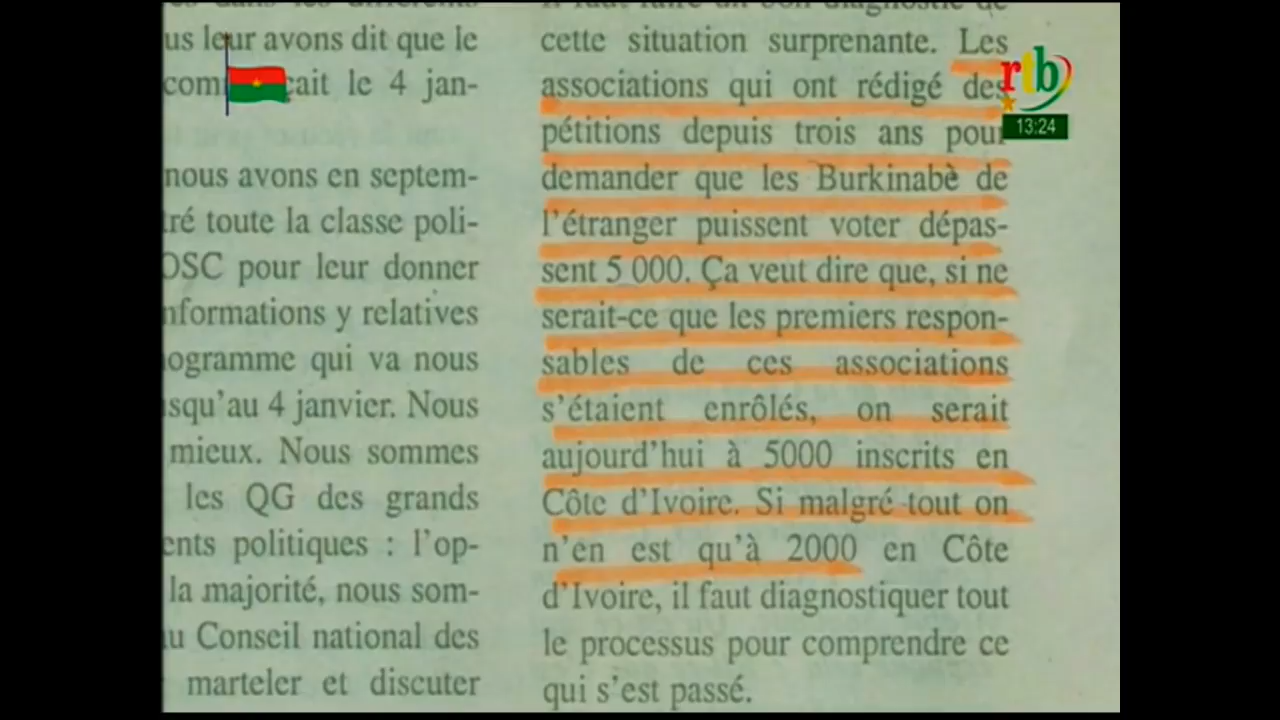 us leur avons dit que le
çait le 4 jan-
nous avons en septem-
tré toute la classe poli-
OSC pour leur donner
nformations y relatives
ogramme qui va nous
usqu'au 4 janvier. Nous
mieux. Nous sommes
les QG des grands
ents politiques : l'op-
la majorité, nous som-
u Conseil national des
marteler et discuter
cette situation surprenante. Les
associations qui ont rédigé des
pétitions depuis trois ans pour
demander que les Burkinabè de
l'étranger puissent voter dépas-
sent 5 000. Ça veut dire que, si ne
serait-ce que les premiers respon-
sables de ces associations
s'étaient enrôlés, on serait
aujourd'hui à 5000 inscrits en
Côte d'Ivoire. Si malgré tout on
n'en est qu'à 2000 en Côte
d'Ivoire, il faut diagnostiquer tout
le processus pour comprendre ce
qui s'est passé.
rtb
13:24